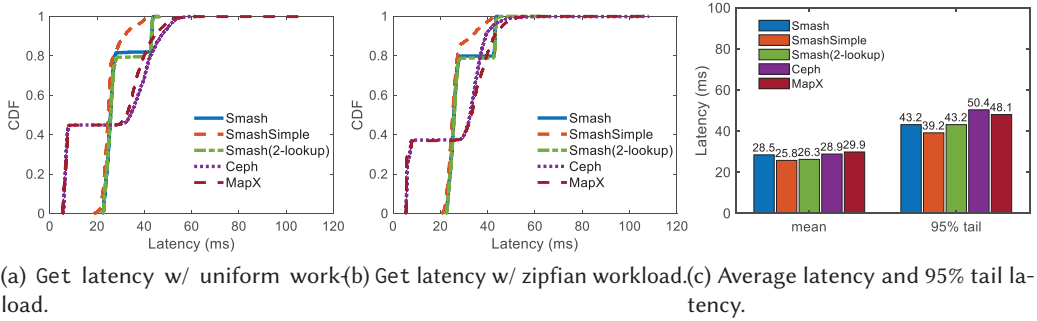 1
0.8
0.6
0.4
0.2
0
CDF
0 20 40 60 80 100 120
Latency (ms)
Smash
SmashSimple
Smash(2-lookup)
Ceph
MapX
1
0.8
0.6
0.4
0.2
0
CDF
0 20 40 60 80 100 120
Latency (ms)
Smash
SmashSimple
Smash(2-lookup)
Ceph
MapX
100
80
60
40
20
0
Latency (ms)
Smash
SmashSimple
Smash(2-lookup)
Ceph
MapX
28.5 25.8 26.3 28.9 29.9
43.2 39.2 43.2 50.4 48.1
mean 95% tail
(a) Get latency w/ uniform work-
load.
(b) Get latency w/ zipfian workload.
(c) Average latency and 95% tail la-
tency.